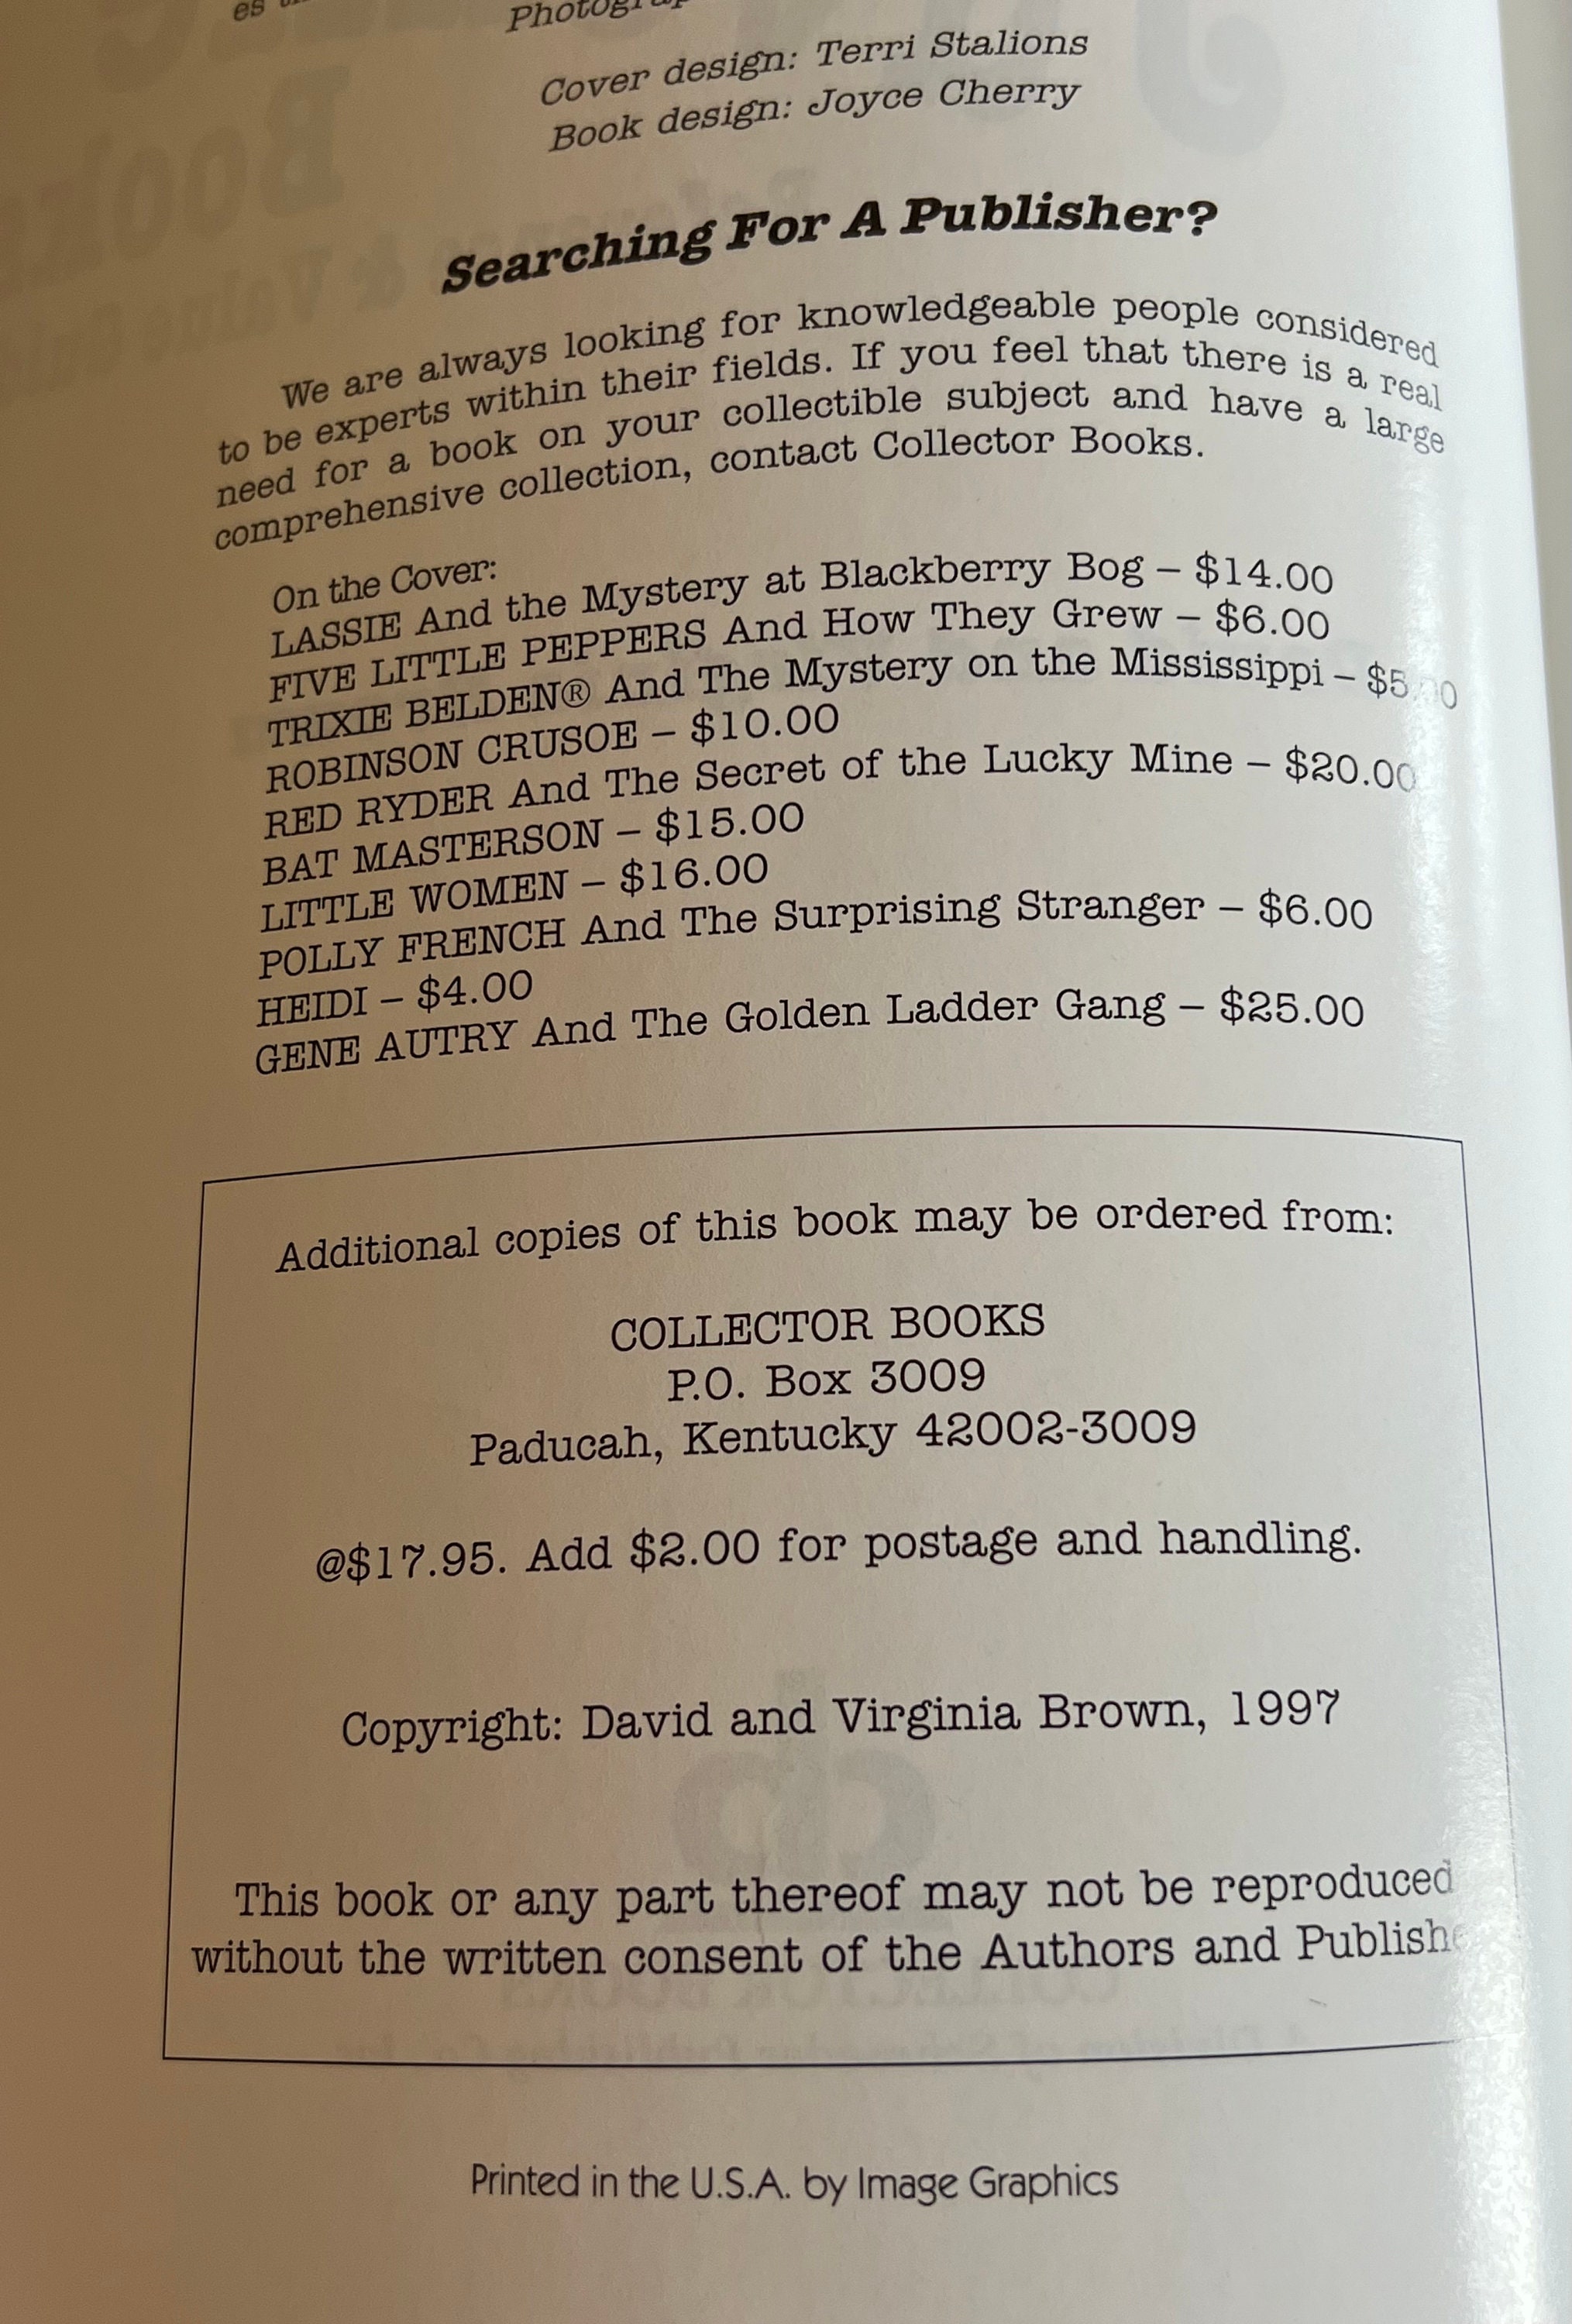 Cover design: Terri Stalions
Book design: Joyce Cherry
Searching For A Publisher?
We are always looking for knowledgeable people considered
to be experts within their fields. If you feel that there is a real
need for a book on your collectible subject and have a large
comprehensive collection, contact Collector Books.
On the Cover:
LASSIE And the Mystery at Blackberry Bog – $14.00
FIVE LITTLE PEPPERS And How They Grew – $6.00
TRIXIE BELDEN® And The Mystery on the Mississippi – $5.00
ROBINSON CRUSOE – $10.00
RED RYDER And The Secret of the Lucky Mine – $20.00
BAT MASTERSON – $15.00
LITTLE WOMEN – $16.00
POLLY FRENCH And The Surprising Stranger – $6.00
HEIDI – $4.00
GENE AUTRY And The Golden Ladder Gang – $25.00
Additional copies of this book may be ordered from:
COLLECTOR BOOKS
P.O. Box 3009
Paducah, Kentucky 42002-3009
@$17.95. Add $2.00 for postage and handling.
Copyright: David and Virginia Brown, 1997
This book or any part thereof may not be reproduced
without the written consent of the Authors and
Printed in the U.S.A. by Image Graphics